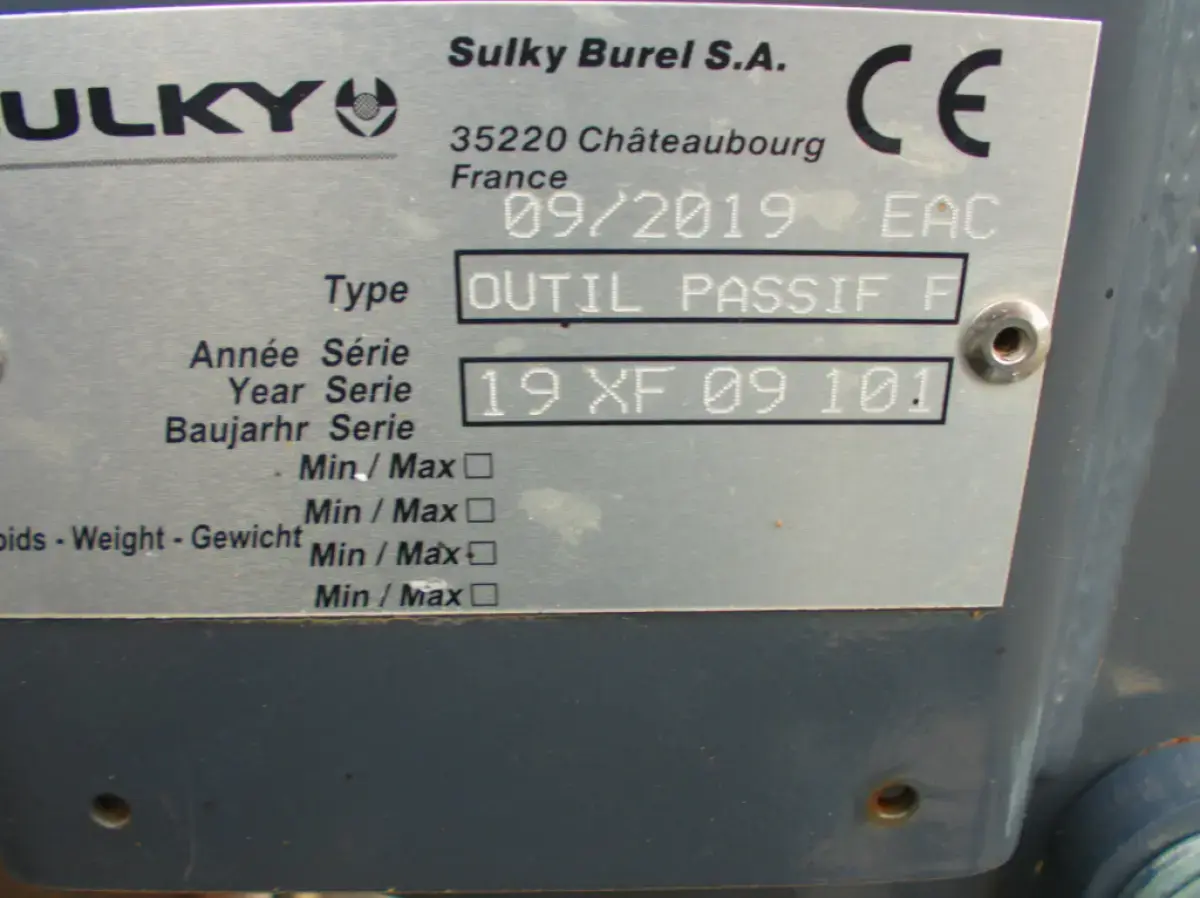 SULKY
Sulky Burel S.A.
CE
35220 Châteaubourg
France
09/2019 EAC
Type OUTIL PASSIF F
Année Série
Year Serie 19 XF 09 101
Baujarhr Serie
Min / Max
Min / Max
oids - Weight - Gewicht
Min / Max
Min / Max